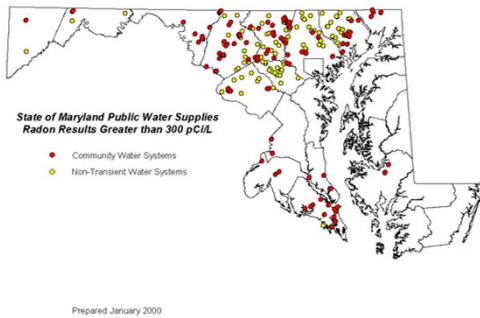 State of Maryland Public Water Supplies
Radon Results Greater than 300 pCi/L
Community Water Systems
Non-Transient Water Systems
Prepared January 2000